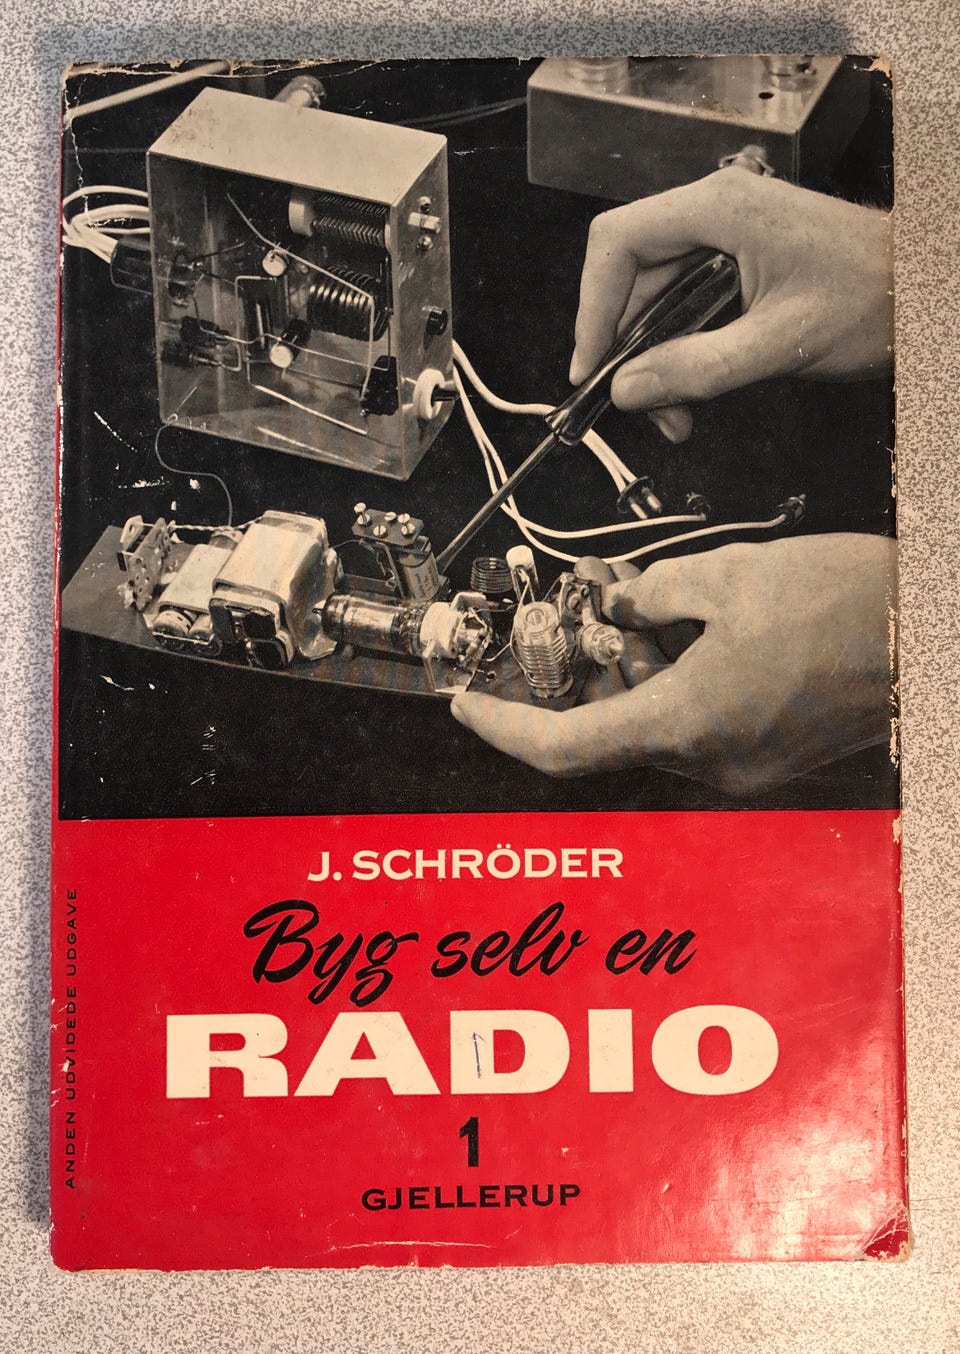 J. SCHRÖDER
Byg selv en
RADIO
1
GJELLERUP
ANDEN UDVIDEDE UDGAVE